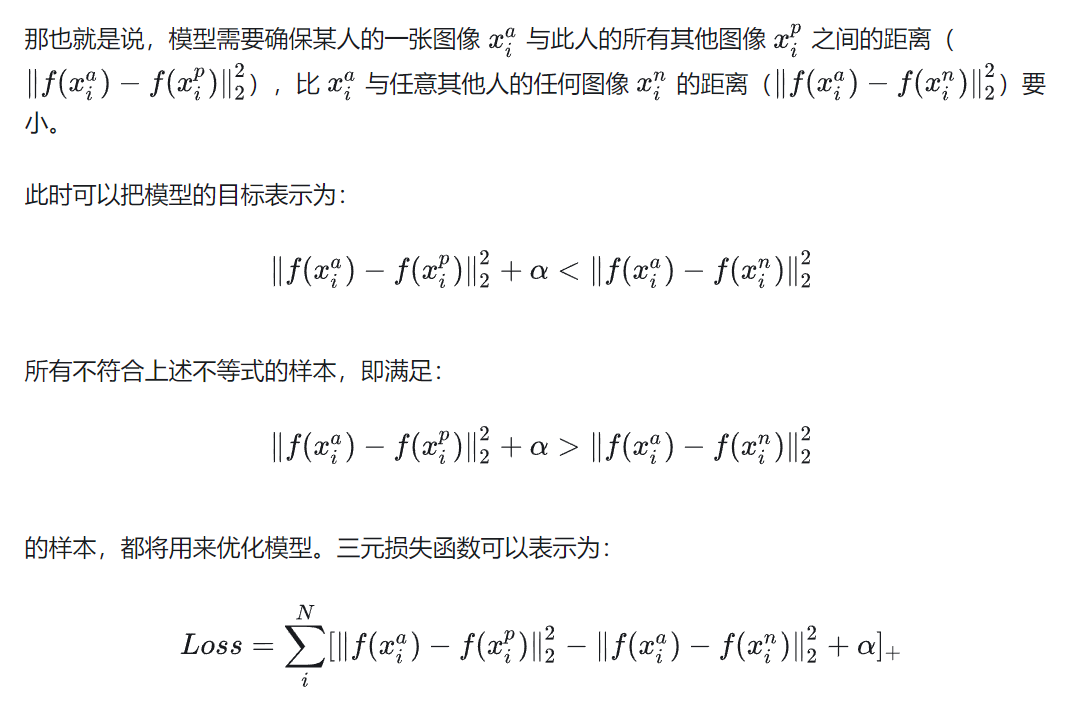 那也就是说，模型需要确保某人的一张图像 $x_i^a$ 与此人的所有其他图像 $x_i^p$ 之间的距离（
$\|f(x_i^a) - f(x_i^p)\|_2^2$），比 $x_i^a$ 与任意其他人的任何图像 $x_i^n$ 的距离（$\|f(x_i^a) - f(x_i^n)\|_2^2$）要
小。
此时可以把模型的目标表示为：
$\|f(x_i^a) - f(x_i^p)\|_2^2 + \alpha < \|f(x_i^a) - f(x_i^n)\|_2^2$
所有不符合上述不等式的样本，即满足：
$\|f(x_i^a) - f(x_i^p)\|_2^2 + \alpha > \|f(x_i^a) - f(x_i^n)\|_2^2$
的样本，都将用来优化模型。三元损失函数可以表示为：
$Loss = \sum_i^N [\|f(x_i^a) - f(x_i^p)\|_2^2 - \|f(x_i^a) - f(x_i^n)\|_2^2 + \alpha]_+$